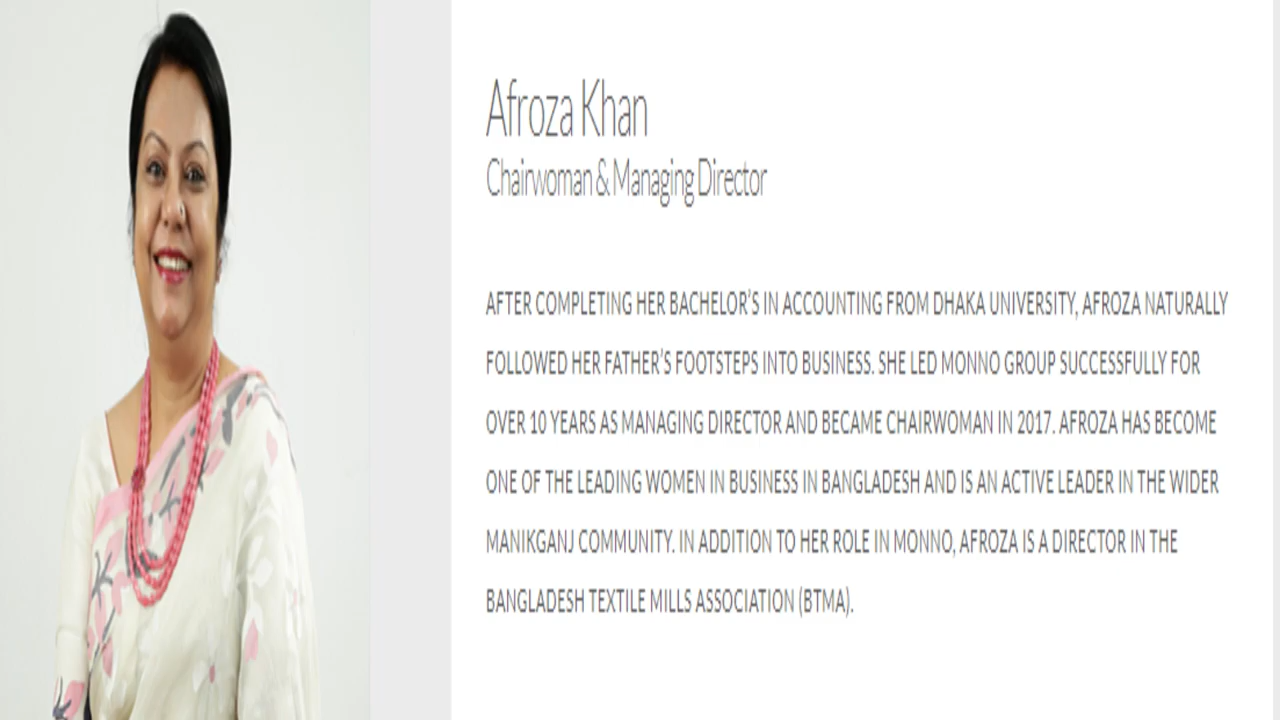 Afroza Khan
Chairwoman & Managing Director
AFTER COMPLETING HER BACHELOR'S IN ACCOUNTING FROM DHAKA UNIVERSITY, AFROZA NATURALLY
FOLLOWED HER FATHER'S FOOTSTEPS INTO BUSINESS. SHE LED MONNO GROUP SUCCESSFULLY FOR
OVER 10 YEARS AS MANAGING DIRECTOR AND BECAME CHAIRWOMAN IN 2017. AFROZA HAS BECOME
ONE OF THE LEADING WOMEN IN BUSINESS IN BANGLADESH AND IS AN ACTIVE LEADER IN THE WIDER
MANIKGANJ COMMUNITY. IN ADDITION TO HER ROLE IN MONNO, AFROZA IS A DIRECTOR IN THE
BANGLADESH TEXTILE MILLS ASSOCIATION (BTMA).